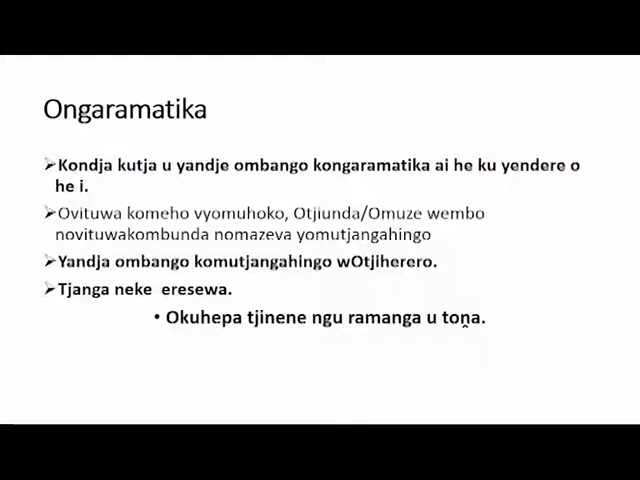 Ongaramatika
➢Kondja kutja u yandje ombango kongaramatika ai he ku yendere o
he i.
➢Ovituwa komeho vyomuhoko, Otjiunda/Omuze wembo
novituwakombunda nomazeva yomutjangahingo
➢Yandja ombango komutjangahingo wOtjiherero.
➢Tjanga neke eresewa.
• Okuhepa tjinene ngu ramanga u toṋa.